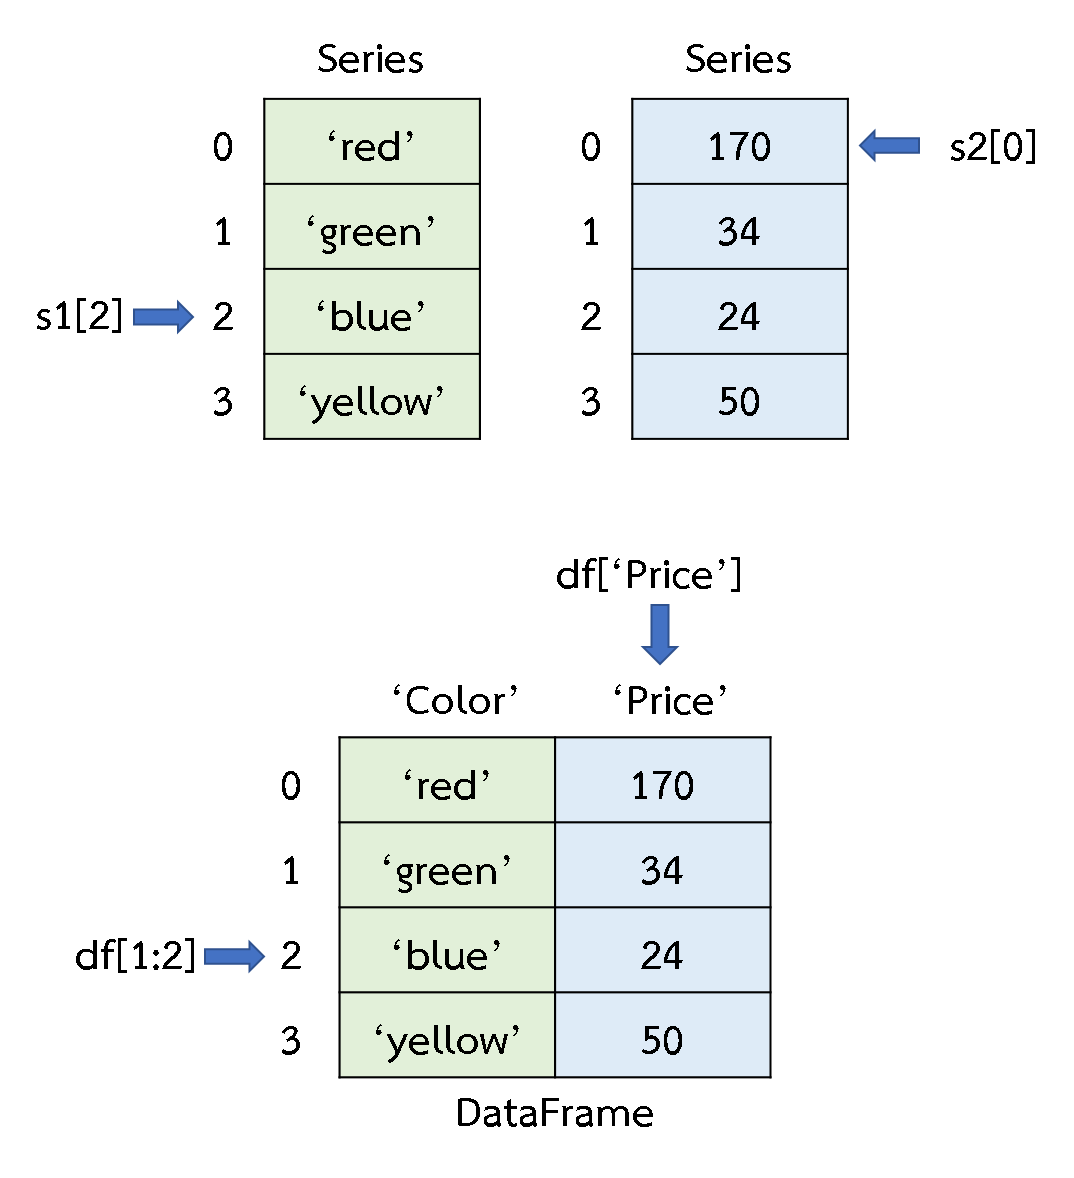 Series Series
0 ‘red’ 0 170 s2[0]
1 ‘green’ 1 34
s1[2] 2 ‘blue’ 2 24
3 ‘yellow’ 3 50
df[‘Price’]
‘Color’ ‘Price’
0 ‘red’ 170
1 ‘green’ 34
df[1:2] 2 ‘blue’ 24
3 ‘yellow’ 50
DataFrame